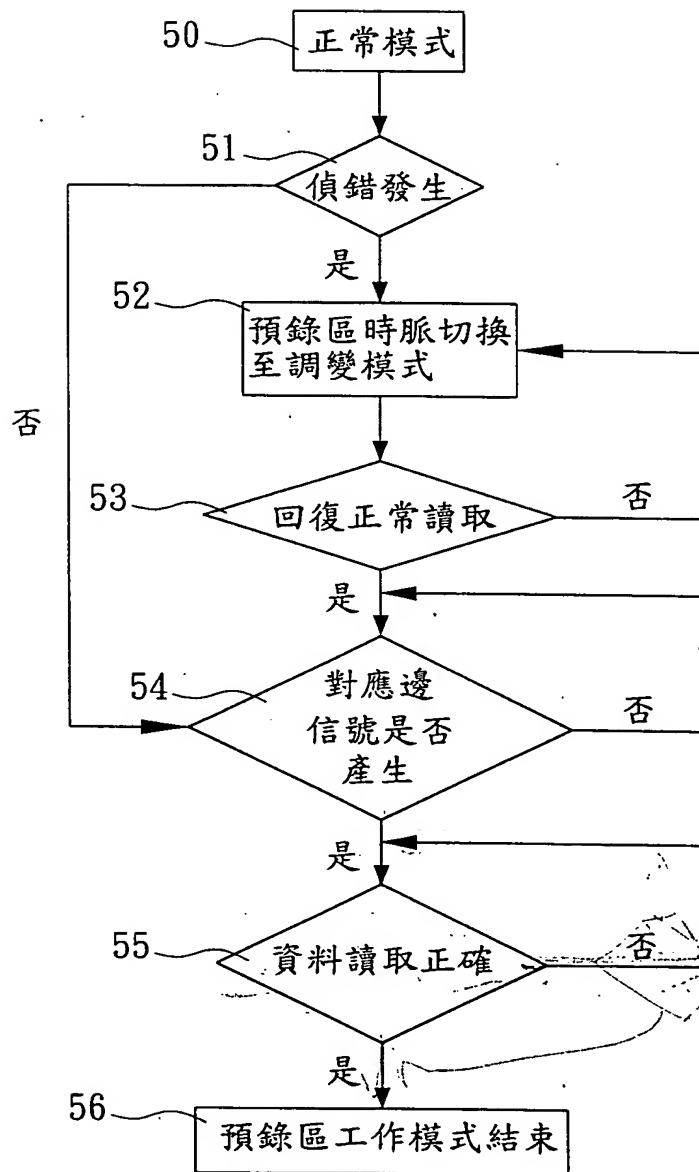 50
正常模式
51
偵錯發生
是
52
預錄區時脈切換
至調變模式
否
53
回復正常讀取
否
是
54
對應邊
信號是否
產生
否
是
55
資料讀取正確
否
是
56
預錄區工作模式結束